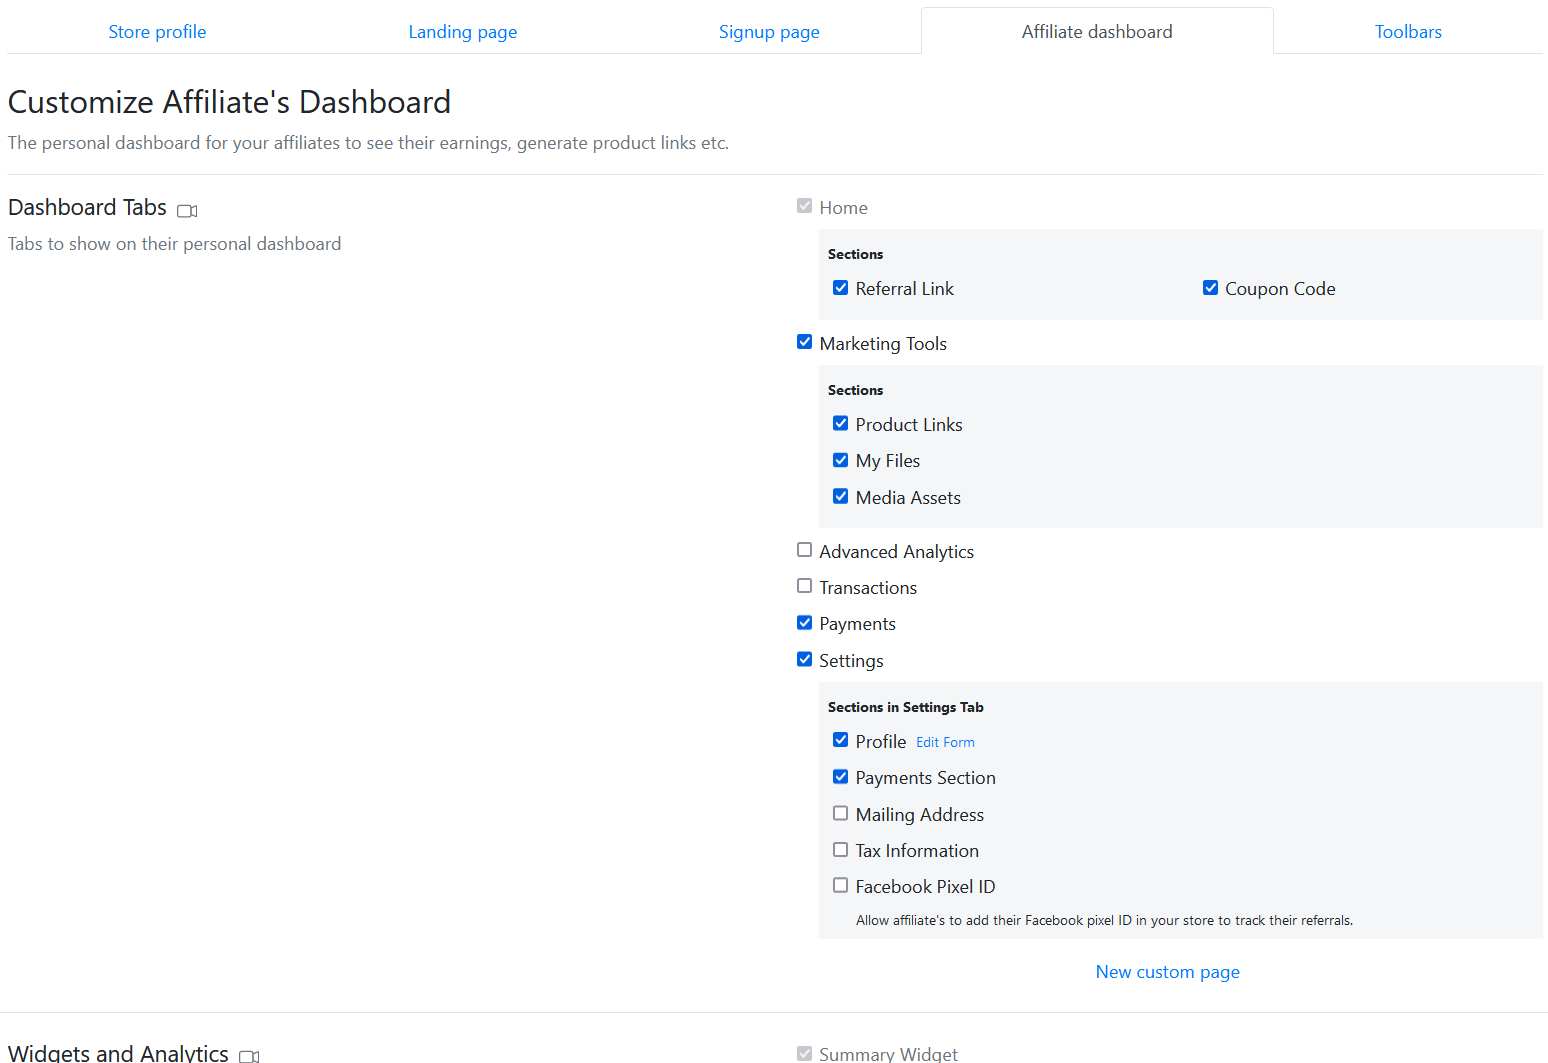 Store profile Landing page Signup page Affiliate dashboard Toolbars
Customize Affiliate's Dashboard
The personal dashboard for your affiliates to see their earnings, generate product links etc.
Dashboard Tabs
Tabs to show on their personal dashboard
Home
Sections
Referral Link Coupon Code
Marketing Tools
Sections
Product Links
My Files
Media Assets
Advanced Analytics
Transactions
Payments
Settings
Sections in Settings Tab
Profile Edit Form
Payments Section
Mailing Address
Tax Information
Facebook Pixel ID
Allow affiliate's to add their Facebook pixel ID in your store to track their referrals.
New custom page
Widgets and Analytics Summary Widget